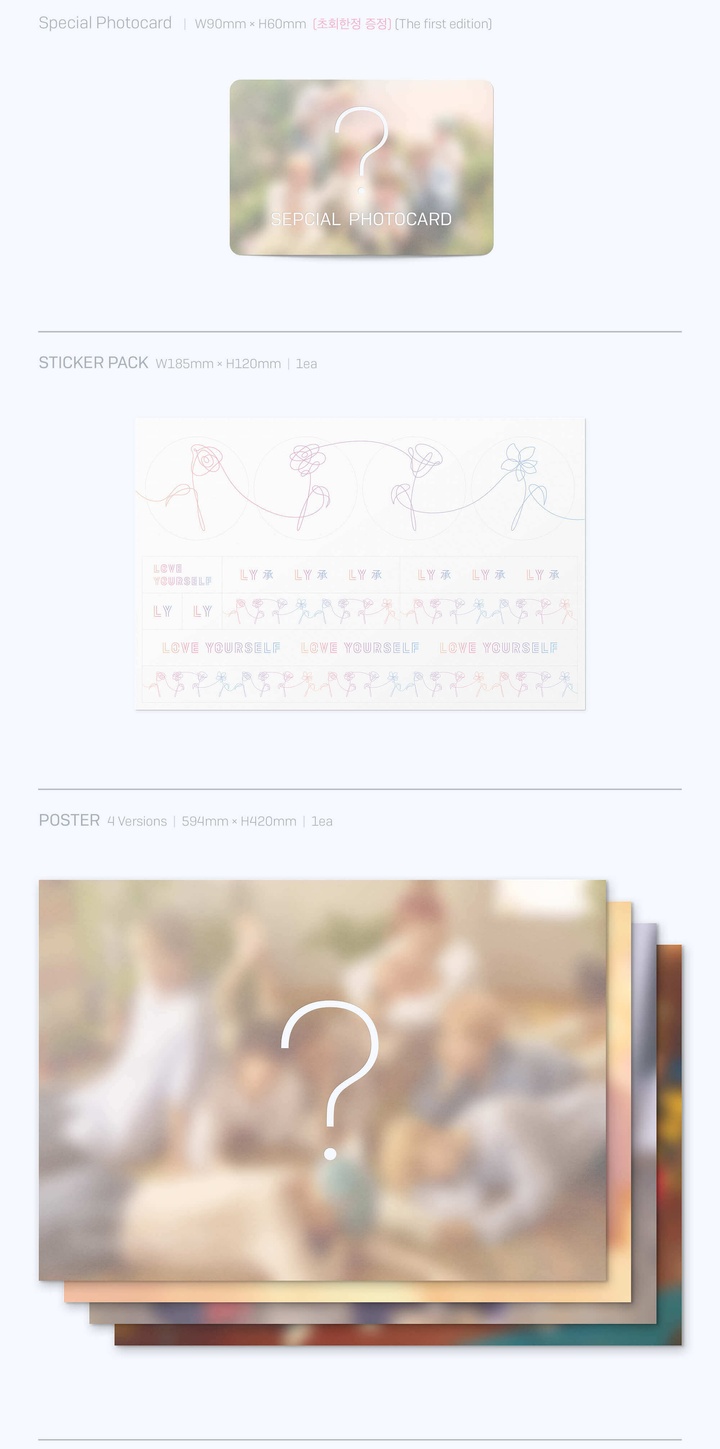 Special Photocard | W90mm × H60mm [초회한정 증정] (The first edition)
?
SEPCIAL PHOTOCARD
STICKER PACK W185mm × H120mm | 1ea
LOVE
YOURSELF
LY 承 LY 承 LY 承 LY 承 LY 承 LY 承
LY LY
LOVE YOURSELF LOVE YOURSELF LOVE YOURSELF
POSTER 4 Versions | 594mm × H420mm | 1ea
?